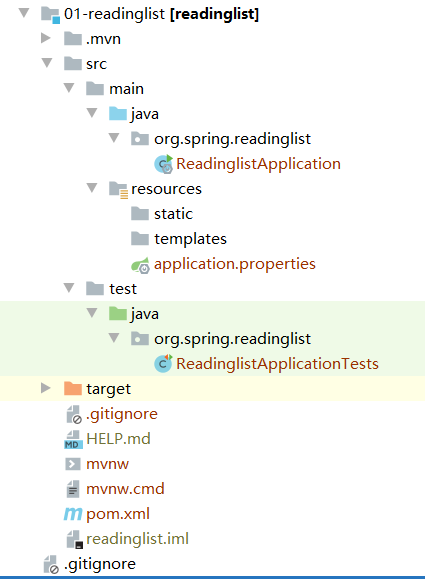 01-readinglist [readinglist]
.mvn
src
main
java
org.spring.readinglist
C ReadinglistApplication
resources
static
templates
application.properties
test
java
org.spring.readinglist
C ReadinglistApplicationTests
target
.gitignore
MD HELP.md
mvnw
mvnw.cmd
m pom.xml
readinglist.iml
.gitignore